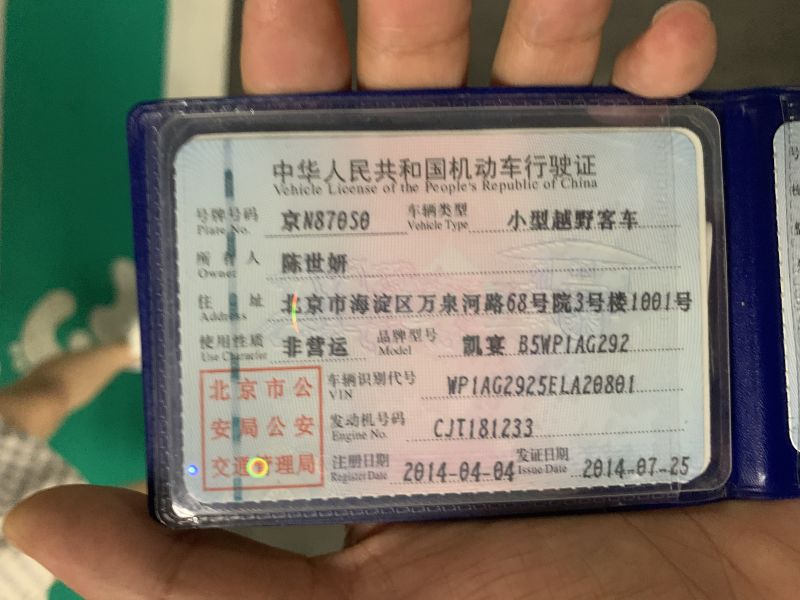 中华人民共和国机动车行驶证
Vehicle License of the People's Republic of China
号牌号码 京N870S0 车辆类型 小型越野客车
Plate No. Vehicle Type
所有人 陈世妍
Owner
住址 北京市海淀区万泉河路68号院3号楼1001号
Address
使用性质 非营运 品牌型号 凯宴 B5WP1AG292
Use Character Model
北京市公 车辆识别代号 WP1AG2925ELA20801
VIN
安局公安 发动机号码 CJT181233
Engine No.
交通管理局 注册日期 2014-04-04 发证日期 2014-07-25
Register Date Issue Date
号